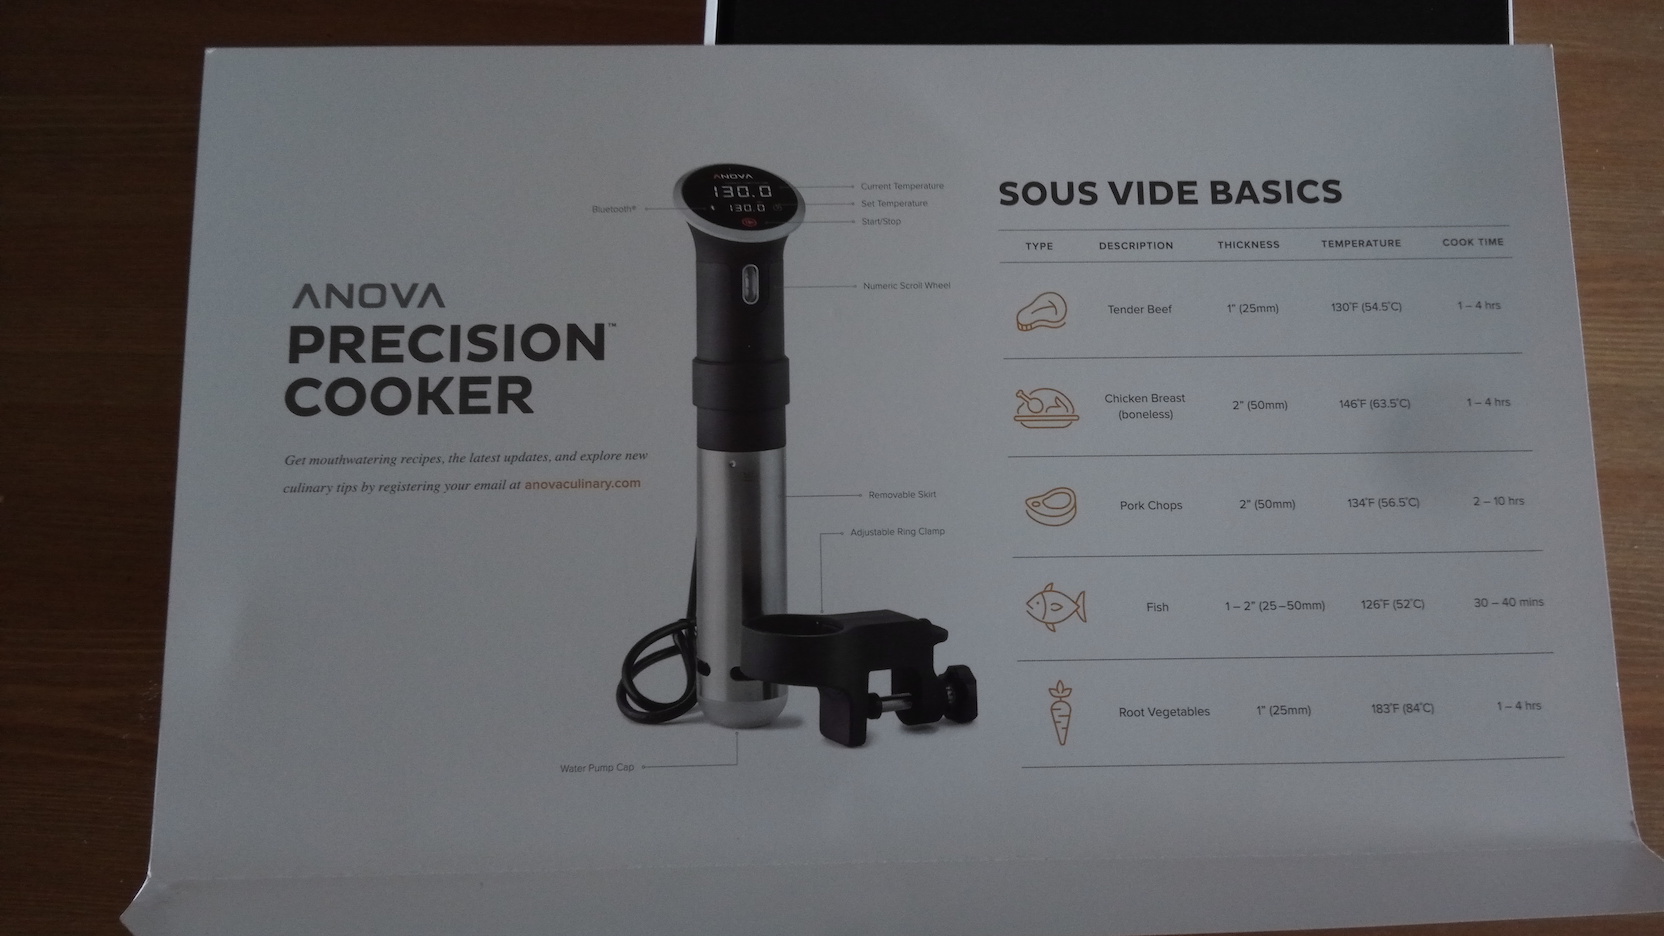 ANOVA
PRECISION™
COOKER
Get mouthwatering recipes, the latest updates, and explore new
culinary tips by registering your email at anovaculinary.com
ANOVA
130.0
130.0
Bluetooth®
Current Temperature
Set Temperature
Start/Stop
Numeric Scroll Wheel
Removable Skirt
Adjustable Ring Clamp
Water Pump Cap
SOUS VIDE BASICS
TYPE DESCRIPTION THICKNESS TEMPERATURE COOK TIME
Tender Beef 1" (25mm) 130°F (54.5°C) 1 – 4 hrs
Chicken Breast
(boneless) 2" (50mm) 146°F (63.5°C) 1 – 4 hrs
Pork Chops 2" (50mm) 134°F (56.5°C) 2 – 10 hrs
Fish 1 – 2" (25–50mm) 126°F (52°C) 30 – 40 mins
Root Vegetables 1" (25mm) 183°F (84°C) 1 – 4 hrs